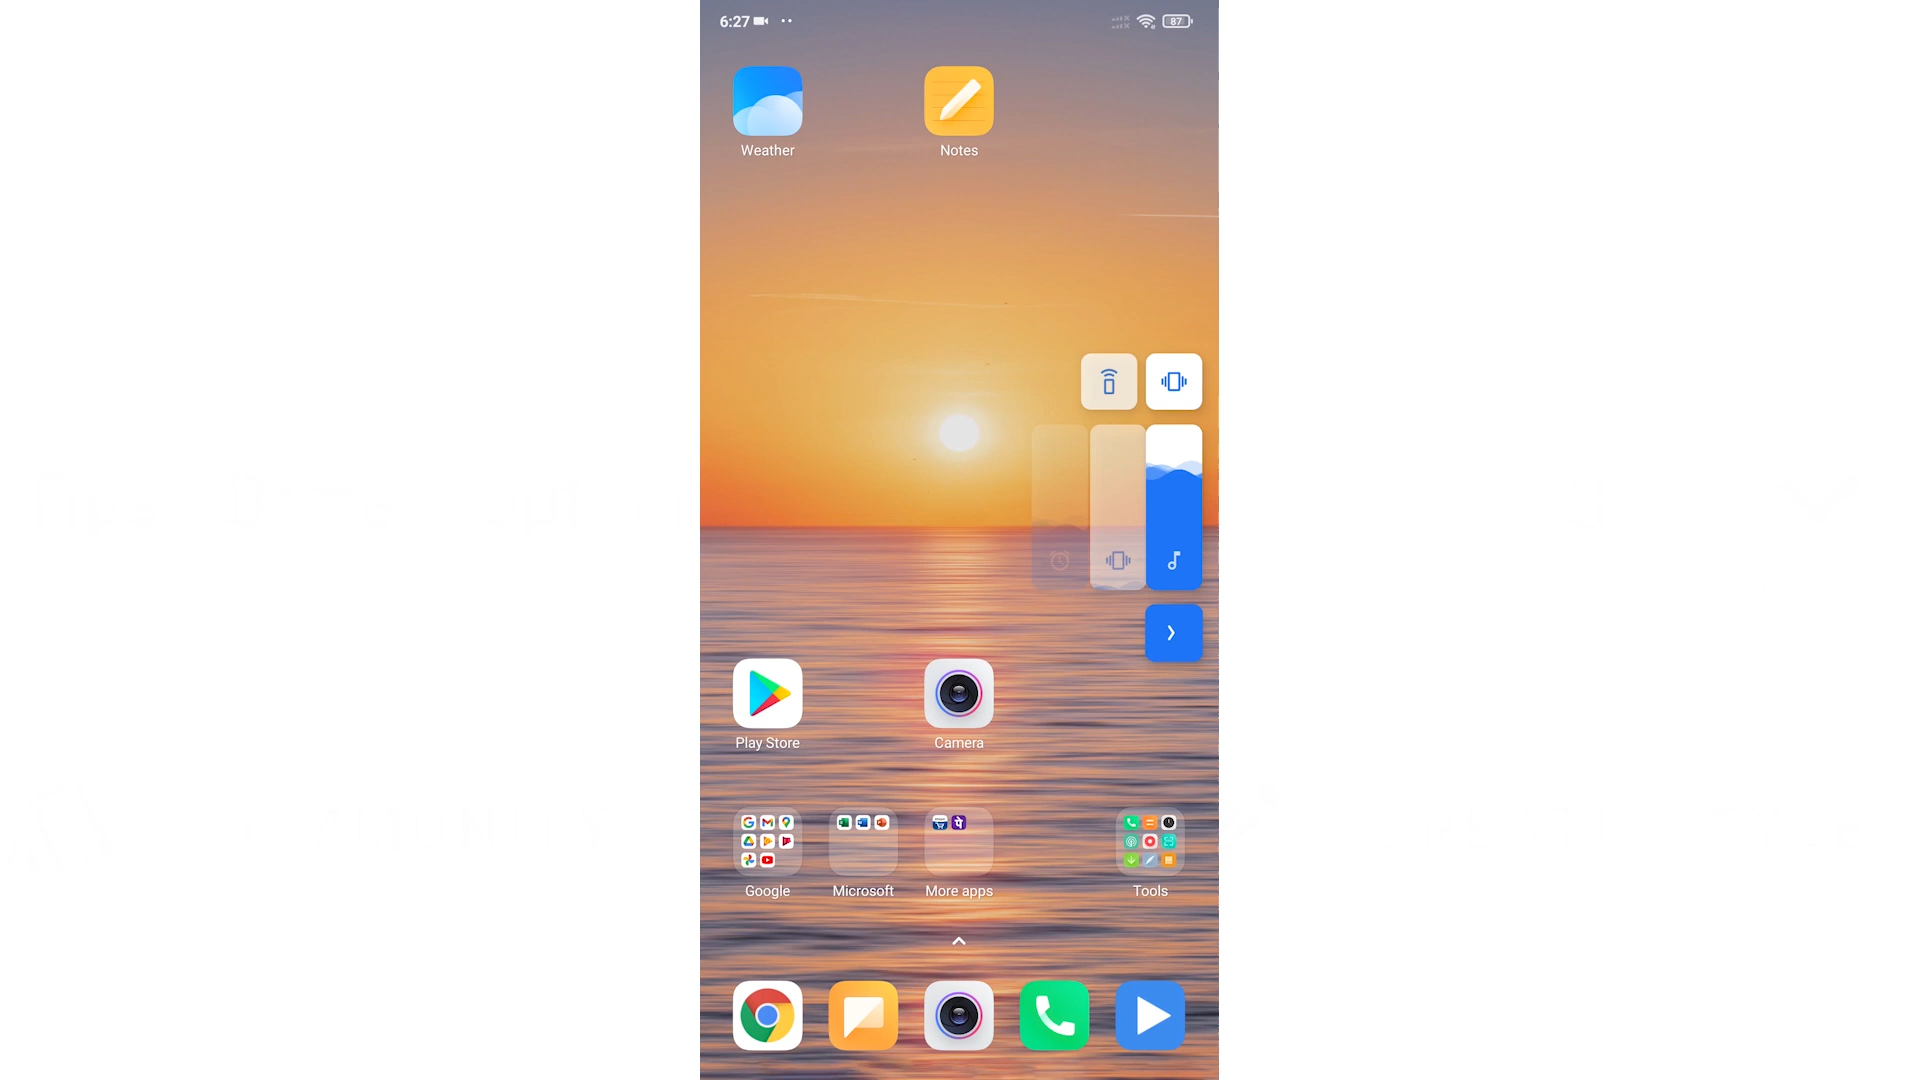 6:27
87
Weather
Notes
Play Store
Camera
Google
Microsoft
More apps
Tools